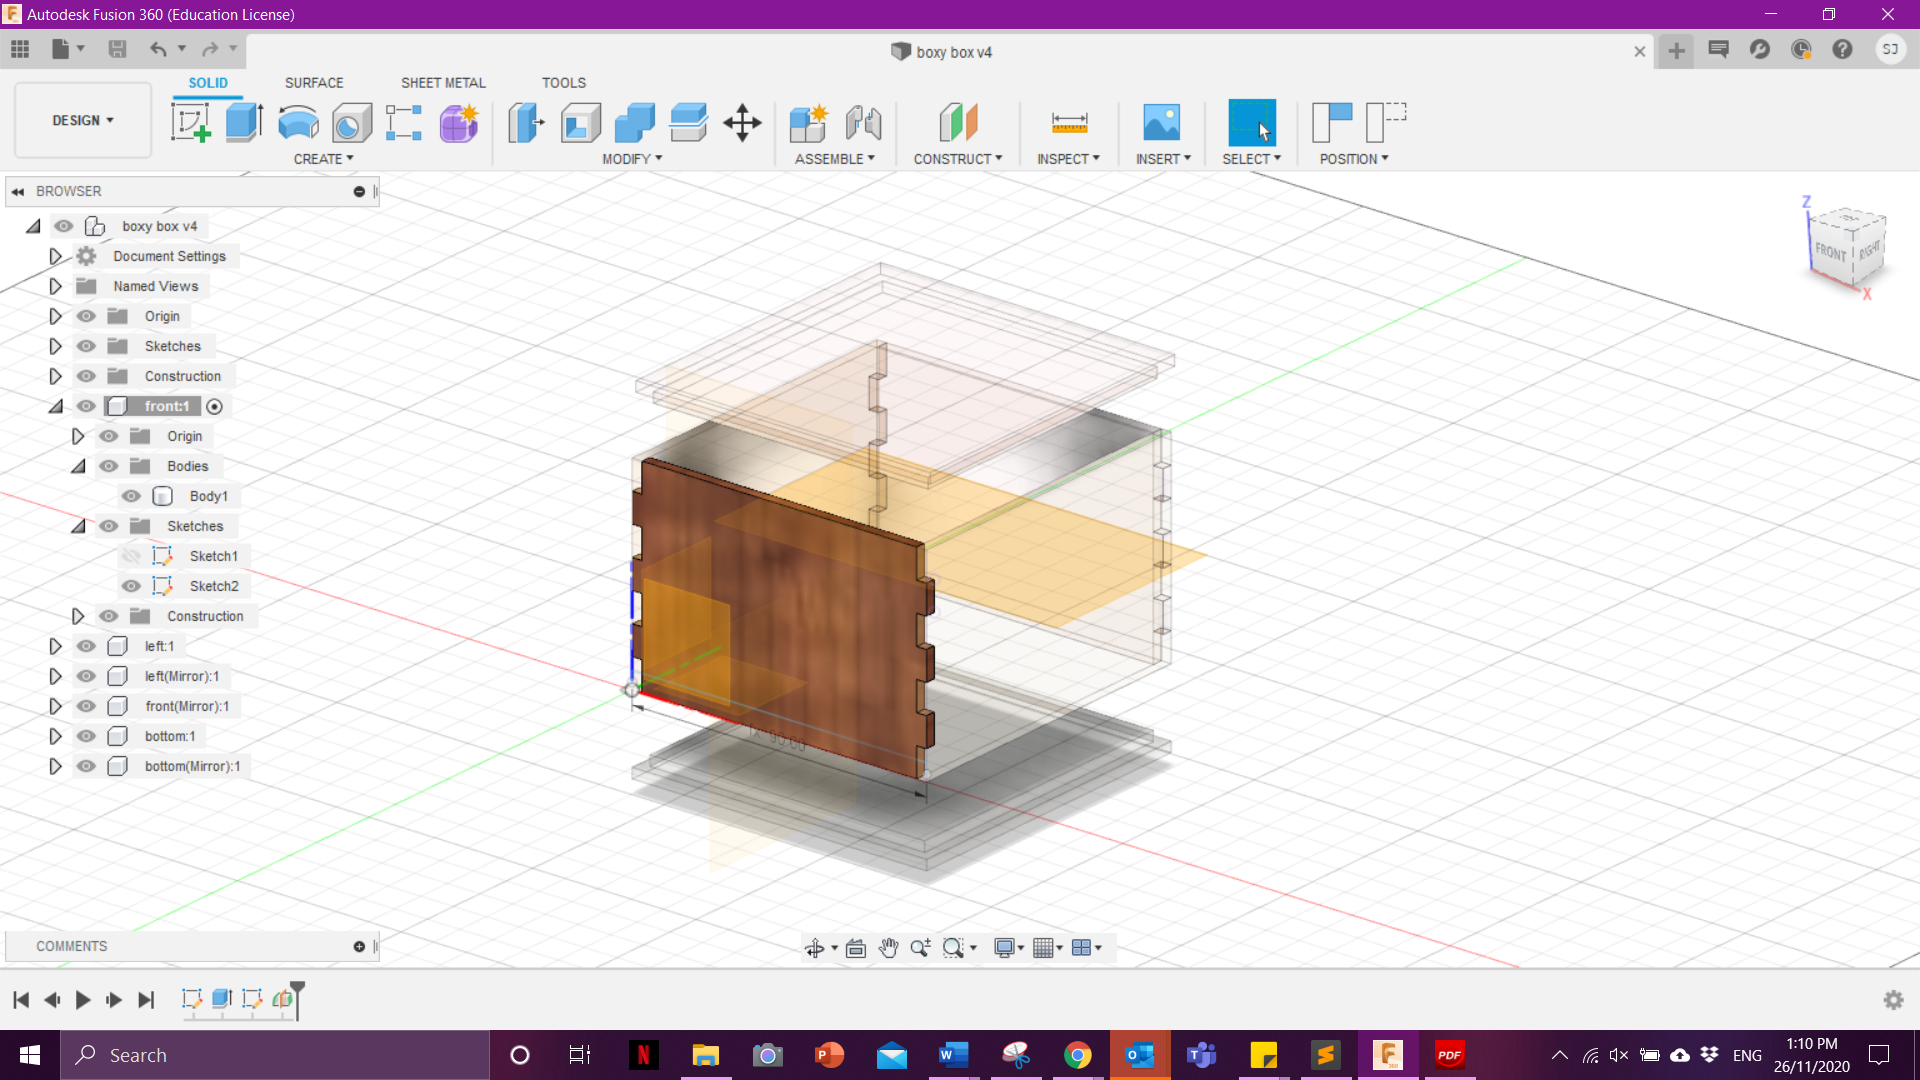 Autodesk Fusion 360 (Education License)
boxy box v4
SJ
DESIGN
SOLID SURFACE SHEET METAL TOOLS
CREATE MODIFY ASSEMBLE CONSTRUCT INSPECT INSERT SELECT POSITION
BROWSER
boxy box v4
Document Settings
Named Views
Origin
Sketches
Construction
front:1
Origin
Bodies
Body1
Sketches
Sketch1
Sketch2
Construction
left:1
left(Mirror):1
front(Mirror):1
bottom:1
bottom(Mirror):1
Z
FRONT
RIGHT
X
COMMENTS
Search
ENG
1:10 PM
26/11/2020
PDF